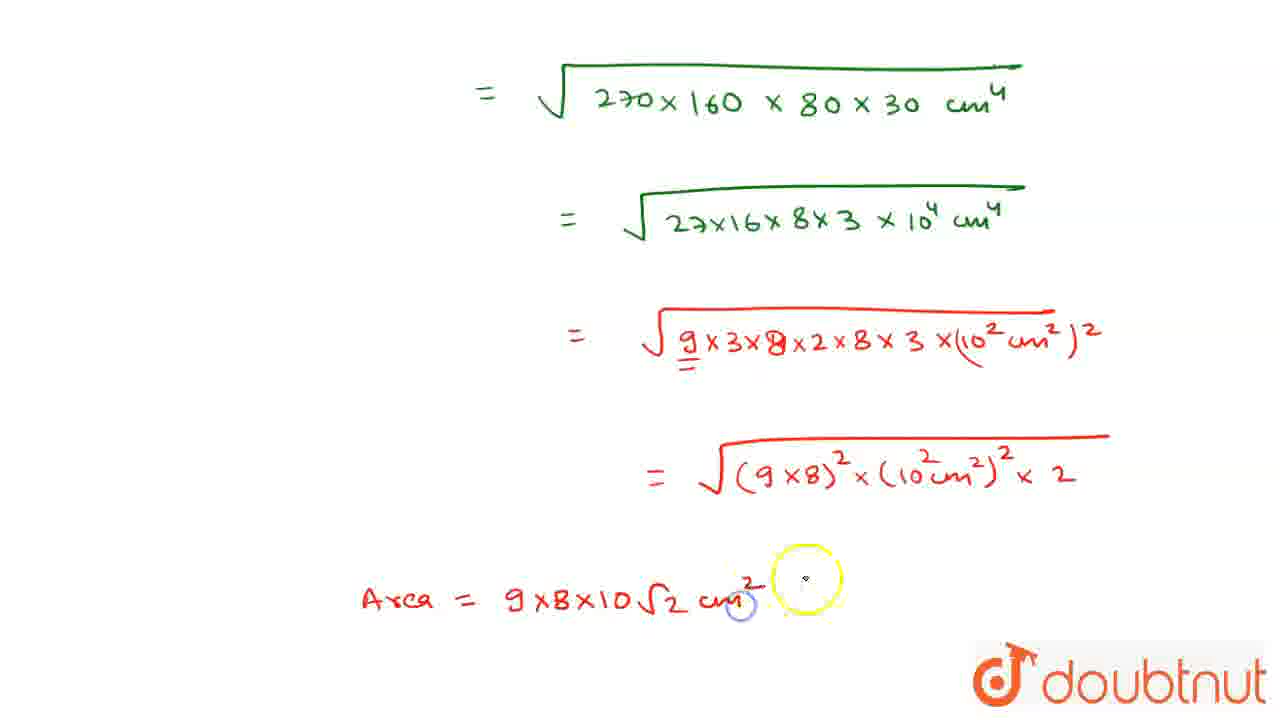 = √270 × 160 × 80 × 30 cm⁴
= √27 × 16 × 8 × 3 × 10⁴ cm⁴
= √9 × 3 × 8 × 2 × 8 × 3 × (10² cm²)²
= √(9 × 8)² × (10² cm²)² × 2
Area = 9 × 8 × 10 √2 cm²
doubtnut